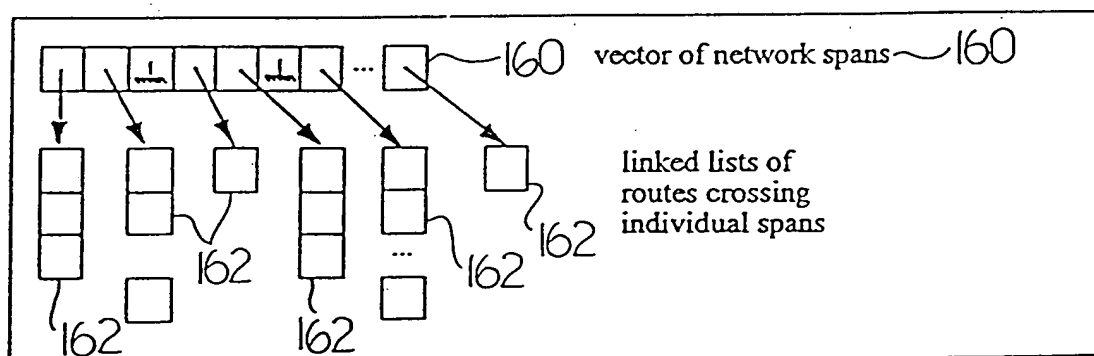 160 vector of network spans 160
linked lists of
routes crossing
individual spans
162
162
162
162
162